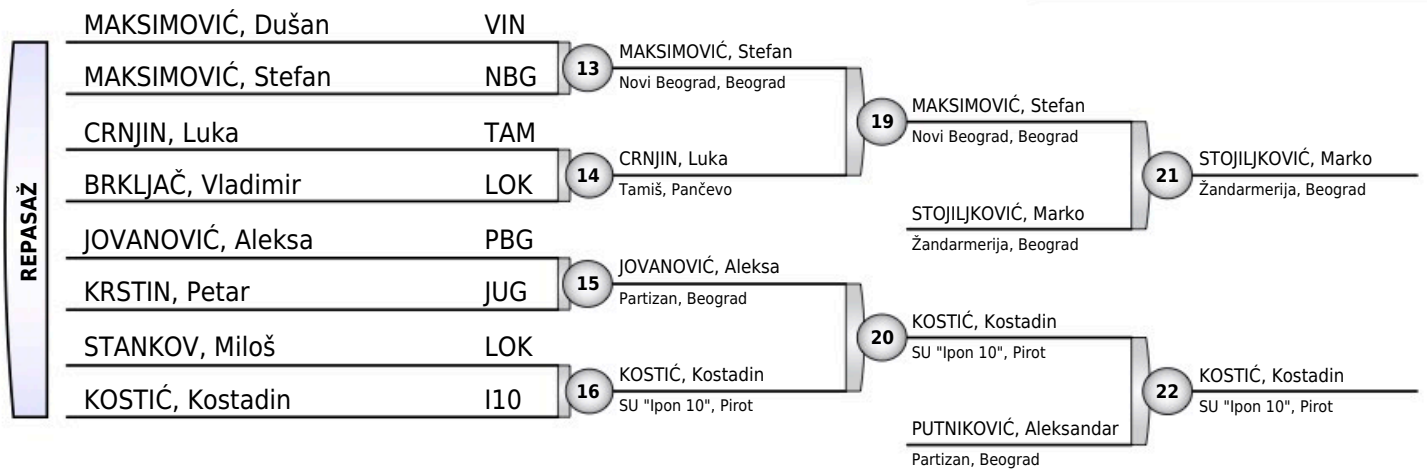 REPASAŽ
MAKSIMOVIĆ, Dušan VIN
MAKSIMOVIĆ, Stefan NBG
CRNJIN, Luka TAM
BRKLJAČ, Vladimir LOK
JOVANOVIĆ, Aleksa PBG
KRSTIN, Petar JUG
STANKOV, Miloš LOK
KOSTIĆ, Kostadin I10
13
MAKSIMOVIĆ, Stefan
Novi Beograd, Beograd
14
CRNJIN, Luka
Tamiš, Pančevo
15
JOVANOVIĆ, Aleksa
Partizan, Beograd
16
KOSTIĆ, Kostadin
SU "Ipon 10", Pirot
19
MAKSIMOVIĆ, Stefan
Novi Beograd, Beograd
STOJILJKOVIĆ, Marko
Žandarmerija, Beograd
20
KOSTIĆ, Kostadin
SU "Ipon 10", Pirot
PUTNIKOVIĆ, Aleksandar
Partizan, Beograd
21
STOJILJKOVIĆ, Marko
Žandarmerija, Beograd
22
KOSTIĆ, Kostadin
SU "Ipon 10", Pirot